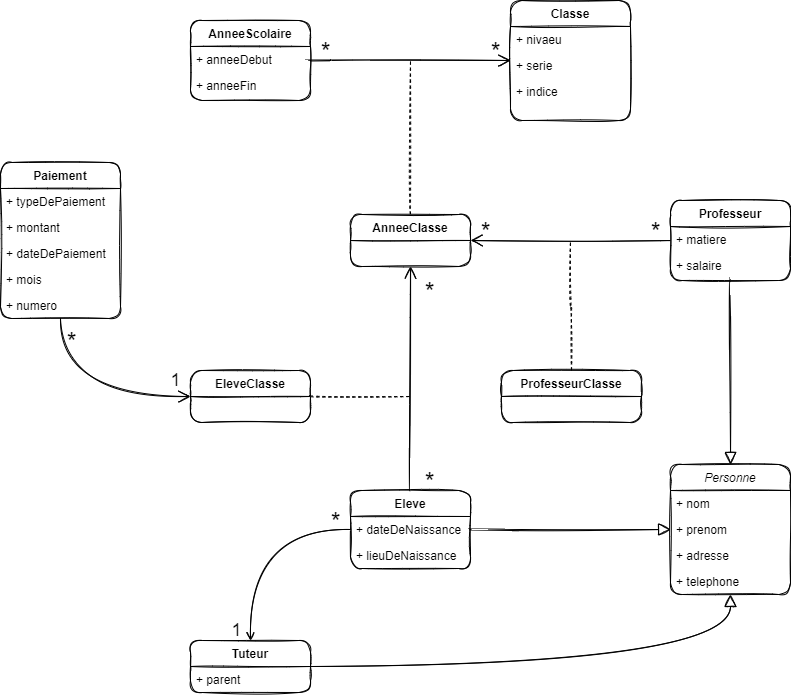 AnneeScolaire
+ anneeDebut
+ anneeFin
*
*
Classe
+ nivaeu
+ serie
+ indice
Paiement
+ typeDePaiement
+ montant
+ dateDePaiement
+ mois
+ numero
AnneeClasse
*
*
*
Professeur
+ matiere
+ salaire
*
1
EleveClasse
ProfesseurClasse
*
Eleve
+ dateDeNaissance
+ lieuDeNaissance
Personne
+ nom
+ prenom
+ adresse
+ telephone
*
1
Tuteur
+ parent